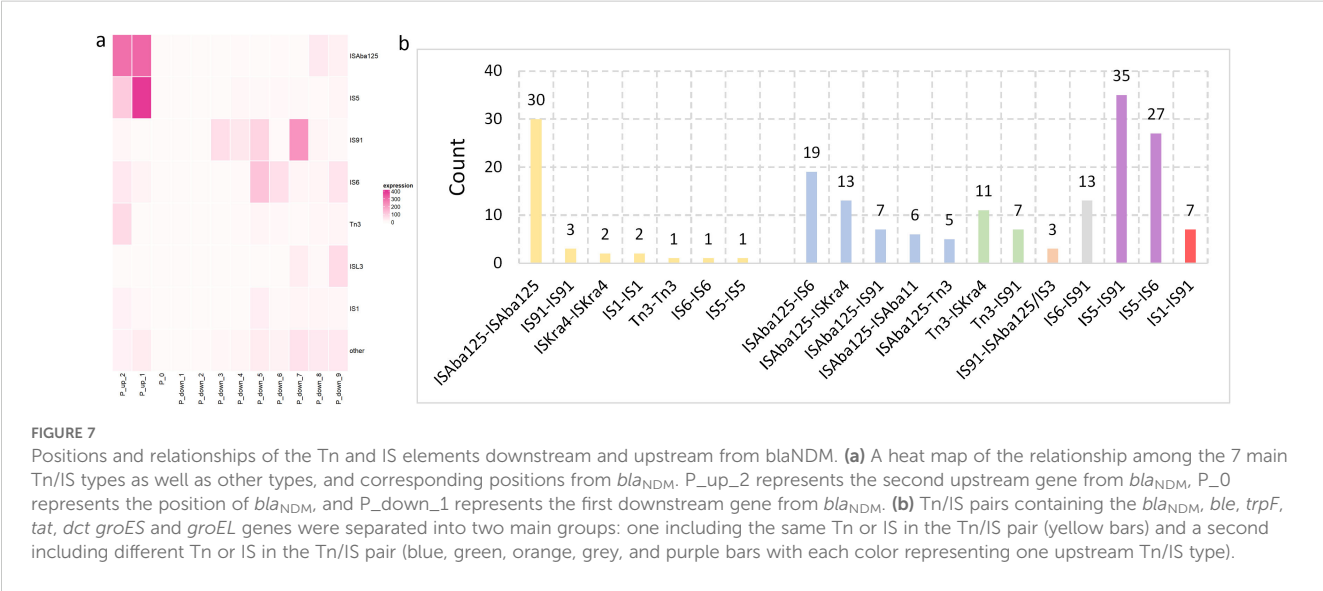 a
ISAba125
IS5
IS91
IS6
Tn3
ISL3
IS1
other
P_up_2
P_up_1
P_0
P_down_1
P_down_2
P_down_3
P_down_4
P_down_5
P_down_6
P_down_7
P_down_8
P_down_9
expression
400
300
200
100
0
b
Count
40
30
20
10
0
30
3
2
2
1
1
1
19
13
7
6
5
11
7
3
13
35
27
7
ISAba125-ISAba125
IS91-IS91
ISKra4-ISKra4
IS1-IS1
Tn3-Tn3
IS6-IS6
IS5-IS5
ISAba125-IS6
ISAba125-ISKra4
ISAba125-IS91
ISAba125-ISAba11
ISAba125-Tn3
Tn3-ISKra4
Tn3-IS91
IS91-ISAba125/IS3
IS6-IS91
IS5-IS91
IS5-IS6
IS1-IS91
FIGURE 7
Positions and relationships of the Tn and IS elements downstream and upstream from blaNDM. (a) A heat map of the relationship among the 7 main
Tn/IS types as well as other types, and corresponding positions from blaNDM. P_up_2 represents the second upstream gene from blaNDM, P_0
represents the position of blaNDM, and P_down_1 represents the first downstream gene from blaNDM. (b) Tn/IS pairs containing the blaNDM, ble, trpF,
tat, dct groES and groEL genes were separated into two main groups: one including the same Tn or IS in the Tn/IS pair (yellow bars) and a second
including different Tn or IS in the Tn/IS pair (blue, green, orange, grey, and purple bars with each color representing one upstream Tn/IS type).